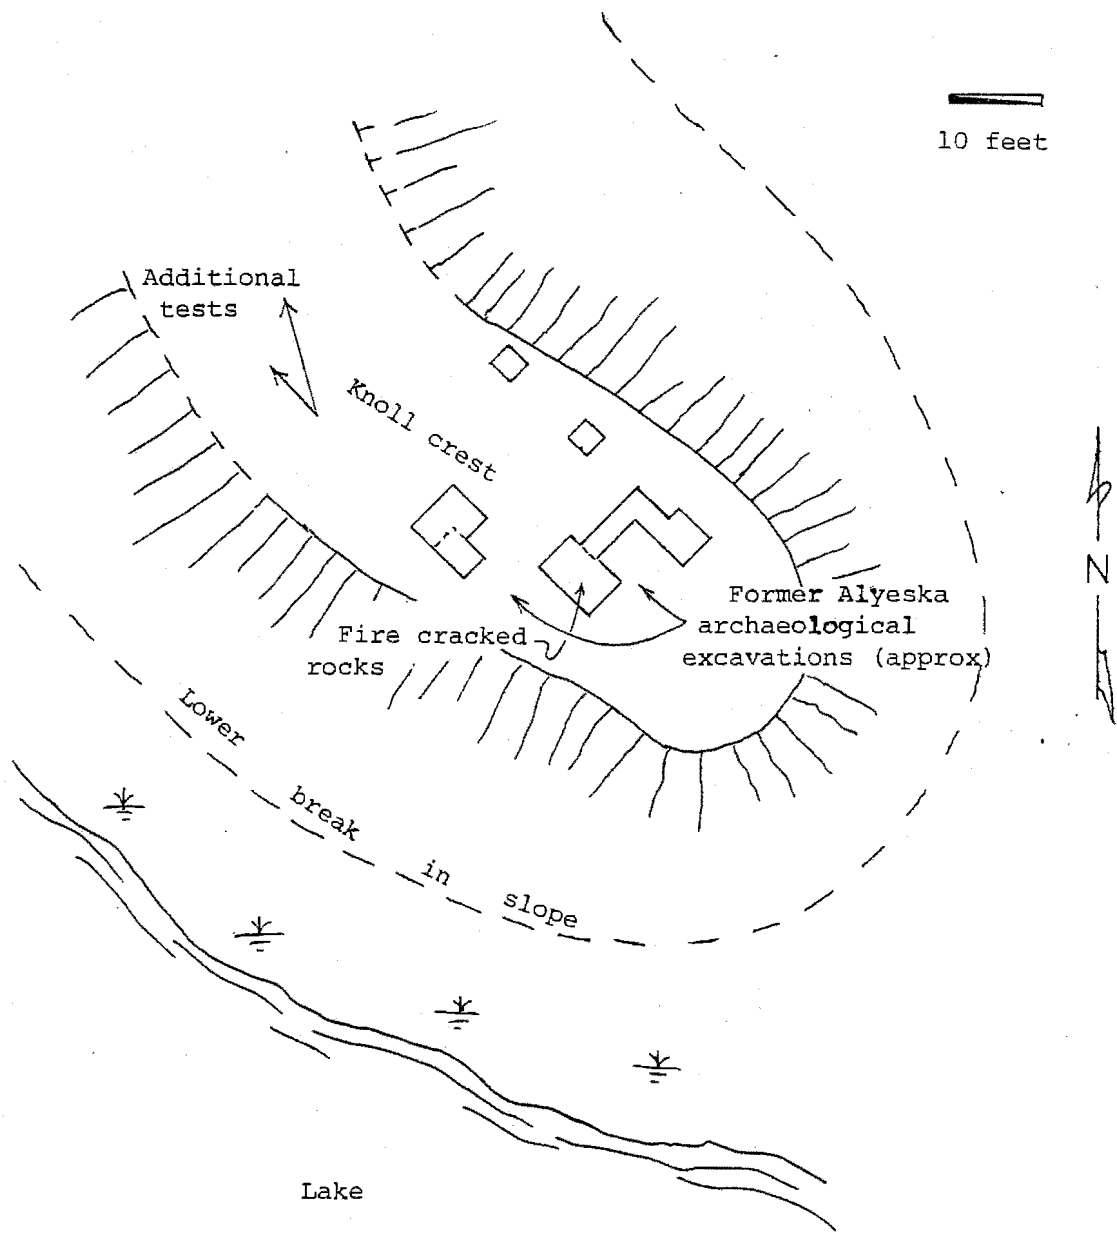 10 feet
Additional
tests
Knoll crest
N
Former Alyeska
archaeological
excavations (approx)
Fire cracked
rocks
Lower
break
in
slope
Lake